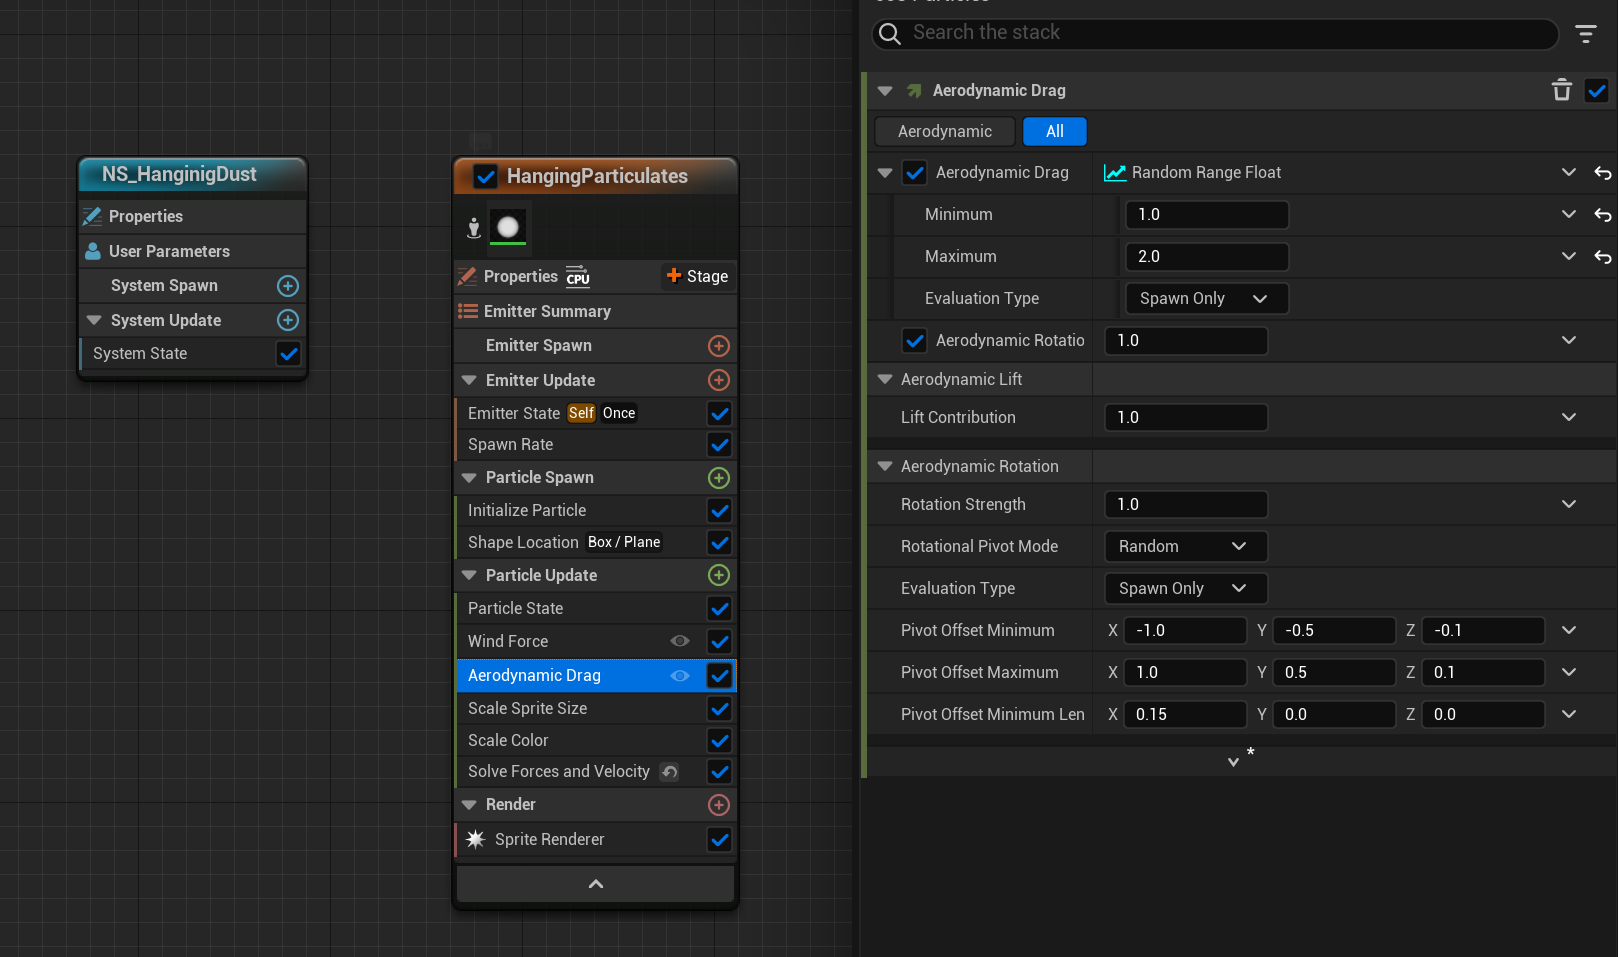 NS_HanginigDust
Properties
User Parameters
System Spawn
System Update
System State
HangingParticulates
Properties CPU Stage
Emitter Summary
Emitter Spawn
Emitter Update
Emitter State Self Once
Spawn Rate
Particle Spawn
Initialize Particle
Shape Location Box / Plane
Particle Update
Particle State
Wind Force
Aerodynamic Drag
Scale Sprite Size
Scale Color
Solve Forces and Velocity
Render
Sprite Renderer
Search the stack
Aerodynamic Drag
Aerodynamic All
Aerodynamic Drag Random Range Float
Minimum 1.0
Maximum 2.0
Evaluation Type Spawn Only
Aerodynamic Rotatio 1.0
Aerodynamic Lift
Lift Contribution 1.0
Aerodynamic Rotation
Rotation Strength 1.0
Rotational Pivot Mode Random
Evaluation Type Spawn Only
Pivot Offset Minimum X -1.0 Y -0.5 Z -0.1
Pivot Offset Maximum X 1.0 Y 0.5 Z 0.1
Pivot Offset Minimum Len X 0.15 Y 0.0 Z 0.0
*